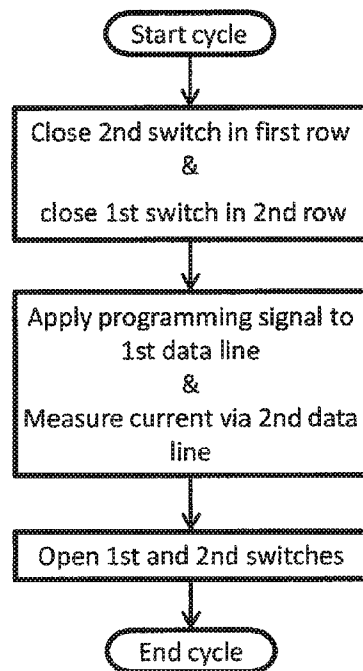 Start cycle
Close 2nd switch in first row
&
close 1st switch in 2nd row
Apply programming signal to
1st data line
&
Measure current via 2nd data
line
Open 1st and 2nd switches
End cycle